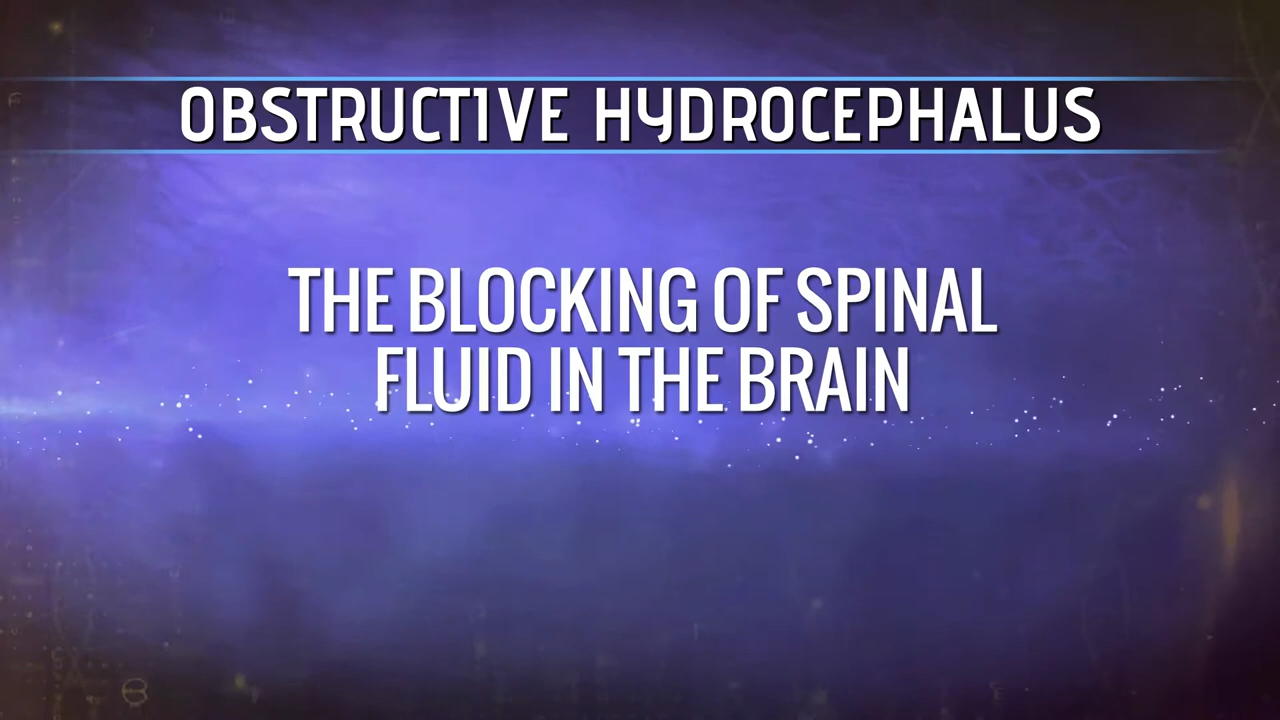 OBSTRUCTIVE HYDROCEPHALUS
THE BLOCKING OF SPINAL
FLUID IN THE BRAIN